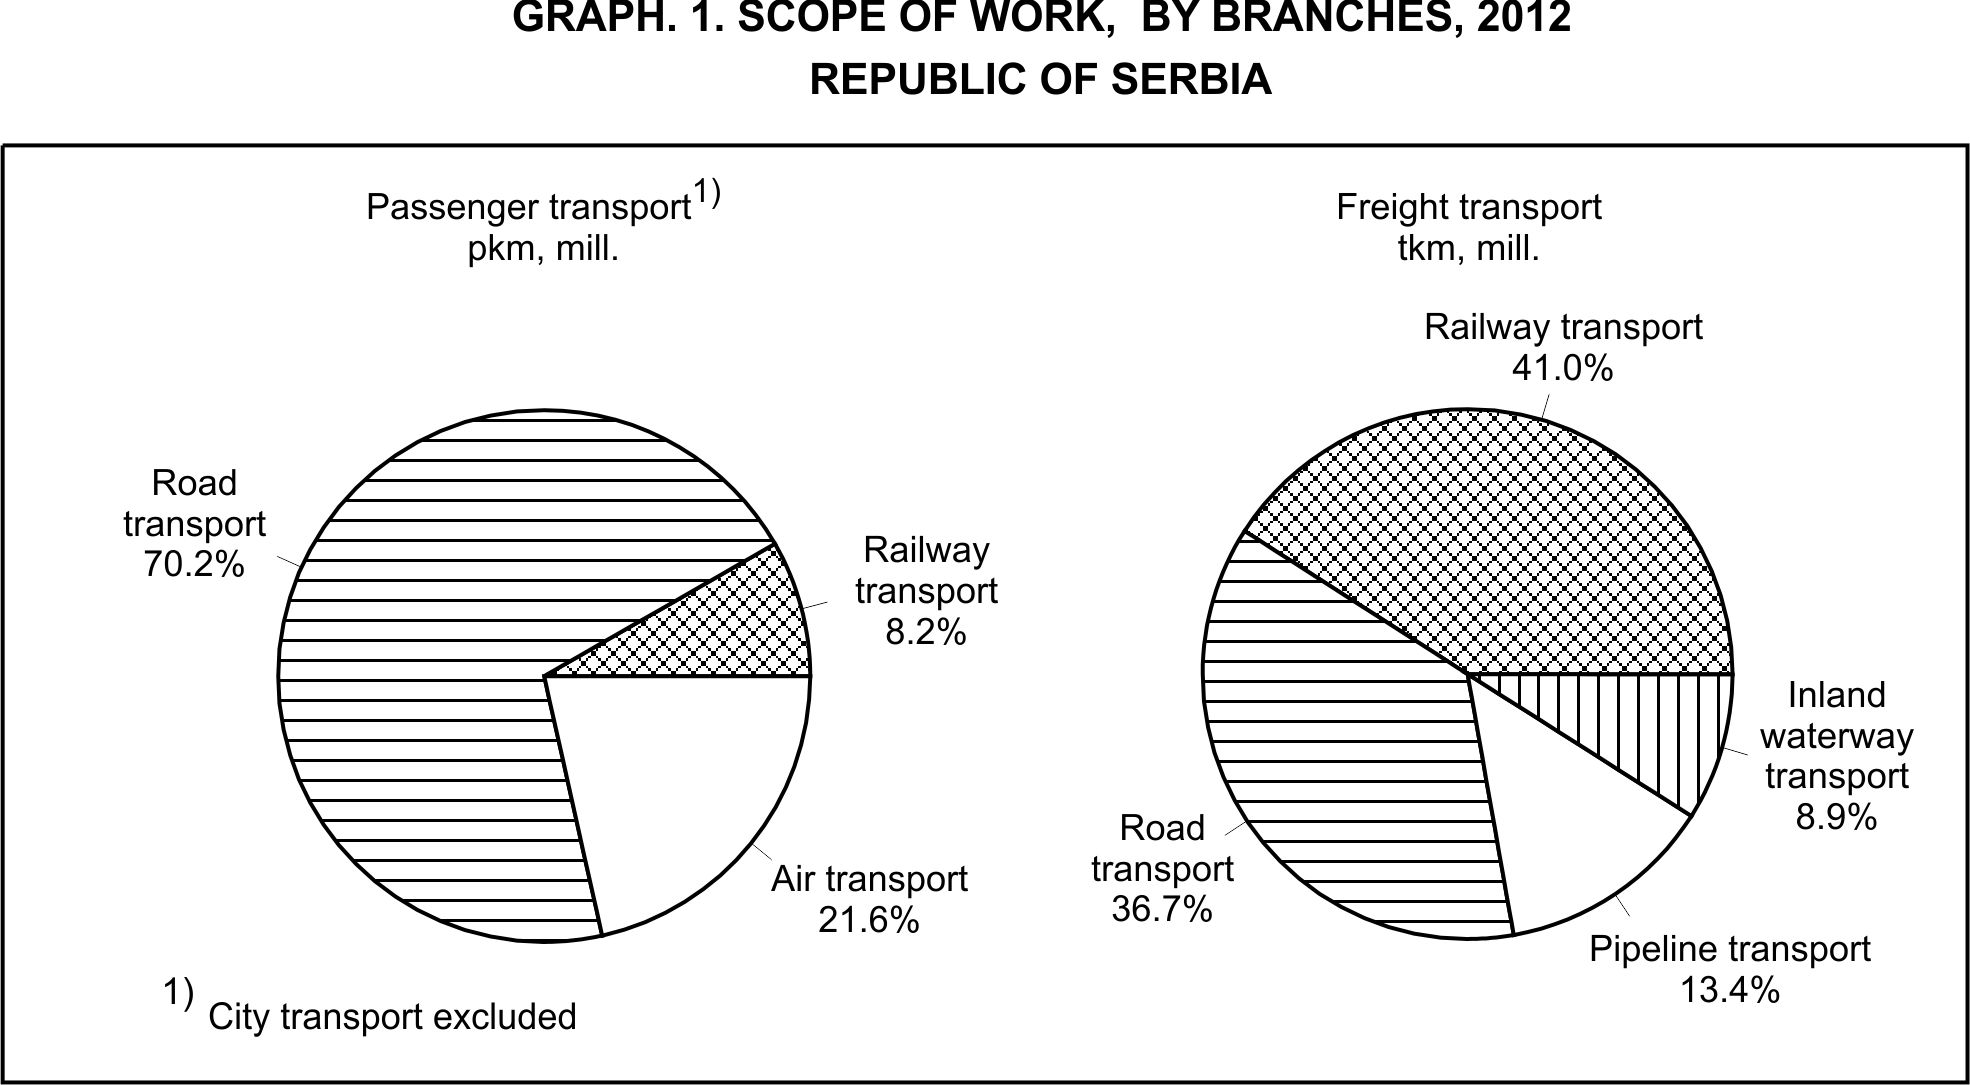 GRAPH. 1. SCOPE OF WORK, BY BRANCHES, 2012
REPUBLIC OF SERBIA
Passenger transport 1)
pkm, mill.
Road
transport
70.2%
Railway
transport
8.2%
Air transport
21.6%
1) City transport excluded
Freight transport
tkm, mill.
Railway transport
41.0%
Inland
waterway
transport
8.9%
Road
transport
36.7%
Pipeline transport
13.4%